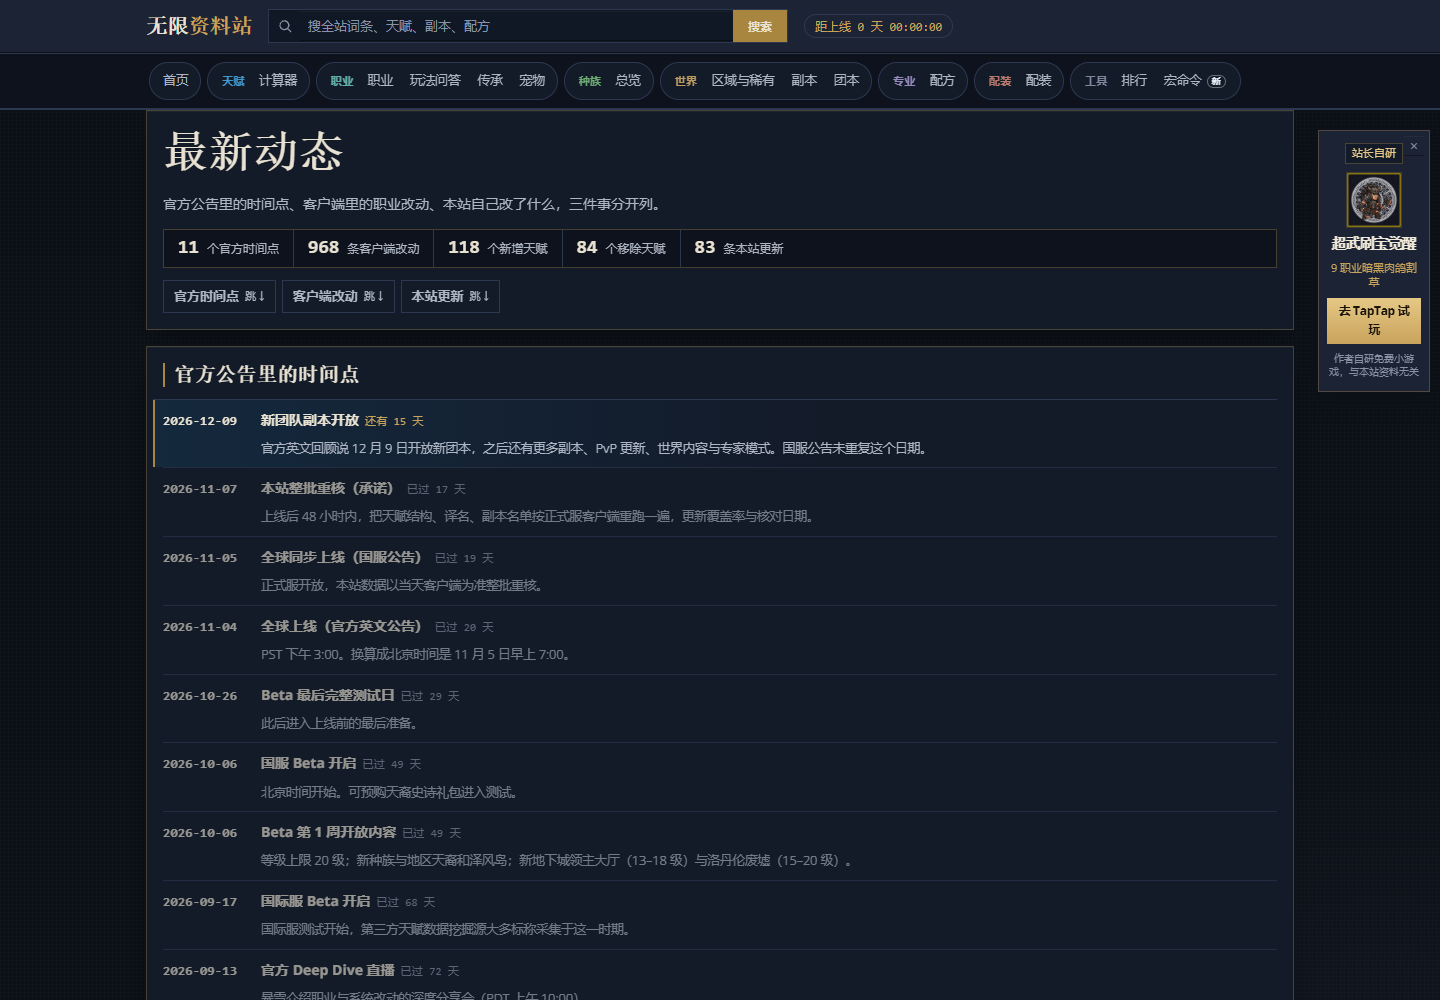 无限资料站
搜全站词条、天赋、副本、配方
搜索
距上线 0 天 00:00:00
首页
天赋 计算器
职业 职业 玩法问答 传承 宠物
种族 总览
世界 区域与稀有 副本 团本
专业 配方
配装 配装
工具 排行 宏命令 新
最新动态
官方公告里的时间点、客户端里的职业改动、本站自己改了什么，三件事分开列。
11 个官方时间点
968 条客户端改动
118 个新增天赋
84 个移除天赋
83 条本站更新
官方时间点 跳↓
客户端改动 跳↓
本站更新 跳↓
站长自研
×
超武刷宝觉醒
9 职业暗黑肉鸽割
草
去 TapTap 试
玩
作者自研免费小游
戏，与本站资料无关
官方公告里的时间点
2026-12-09 新团队副本开放 还有 15 天
官方英文回顾说 12 月 9 日开放新团本，之后还有更多副本、PvP 更新、世界内容与专家模式。国服公告未重复这个日期。
2026-11-07 本站整批重核（承诺） 已过 17 天
上线后 48 小时内，把天赋结构、译名、副本名单按正式服客户端重跑一遍，更新覆盖率与核对日期。
2026-11-05 全球同步上线（国服公告） 已过 19 天
正式服开放，本站数据以当天客户端为准整批重核。
2026-11-04 全球上线（官方英文公告） 已过 20 天
PST 下午 3:00。换算成北京时间是 11 月 5 日早上 7:00。
2026-10-26 Beta 最后完整测试日 已过 29 天
此后进入上线前的最后准备。
2026-10-06 国服 Beta 开启 已过 49 天
北京时间开始。可预购天裔史诗礼包进入测试。
2026-10-06 Beta 第 1 周开放内容 已过 49 天
等级上限 20 级；新种族与地区天裔和泽风岛；新地下城领主大厅（13–18 级）与洛丹伦废墟（15–20 级）。
2026-09-17 国际服 Beta 开启 已过 68 天
国际服测试开始，第三方天赋数据挖掘源大多标称采集于这一时期。
2026-09-13 官方 Deep Dive 直播 已过 72 天
暴雪介绍职业与系统改动的深度分享会（PDT 上午 10:00）